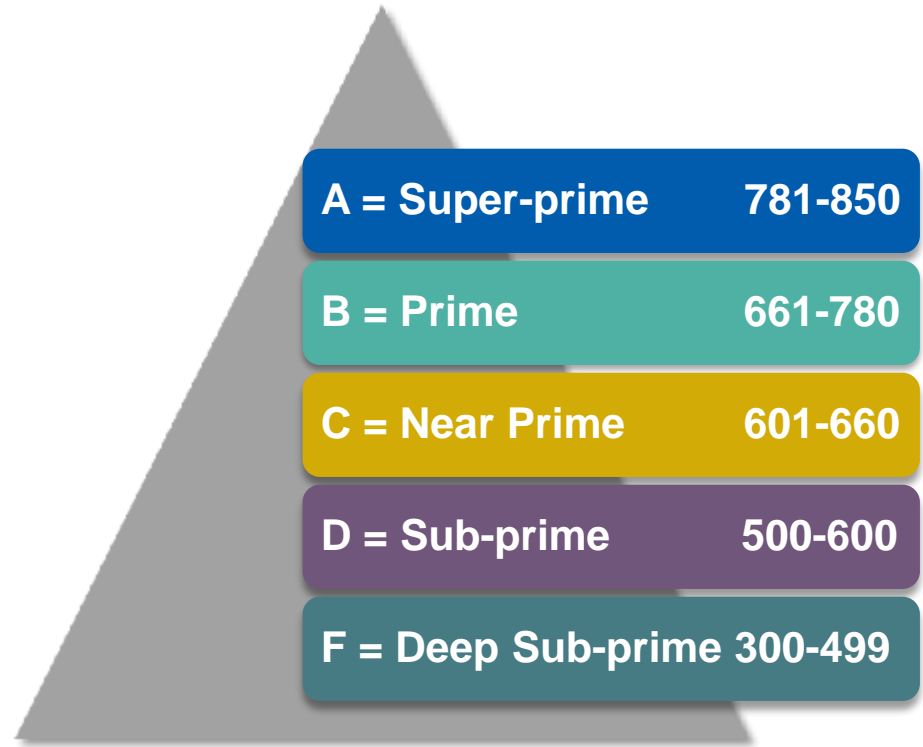 A = Super-prime 781-850
B = Prime 661-780
C = Near Prime 601-660
D = Sub-prime 500-600
F = Deep Sub-prime 300-499